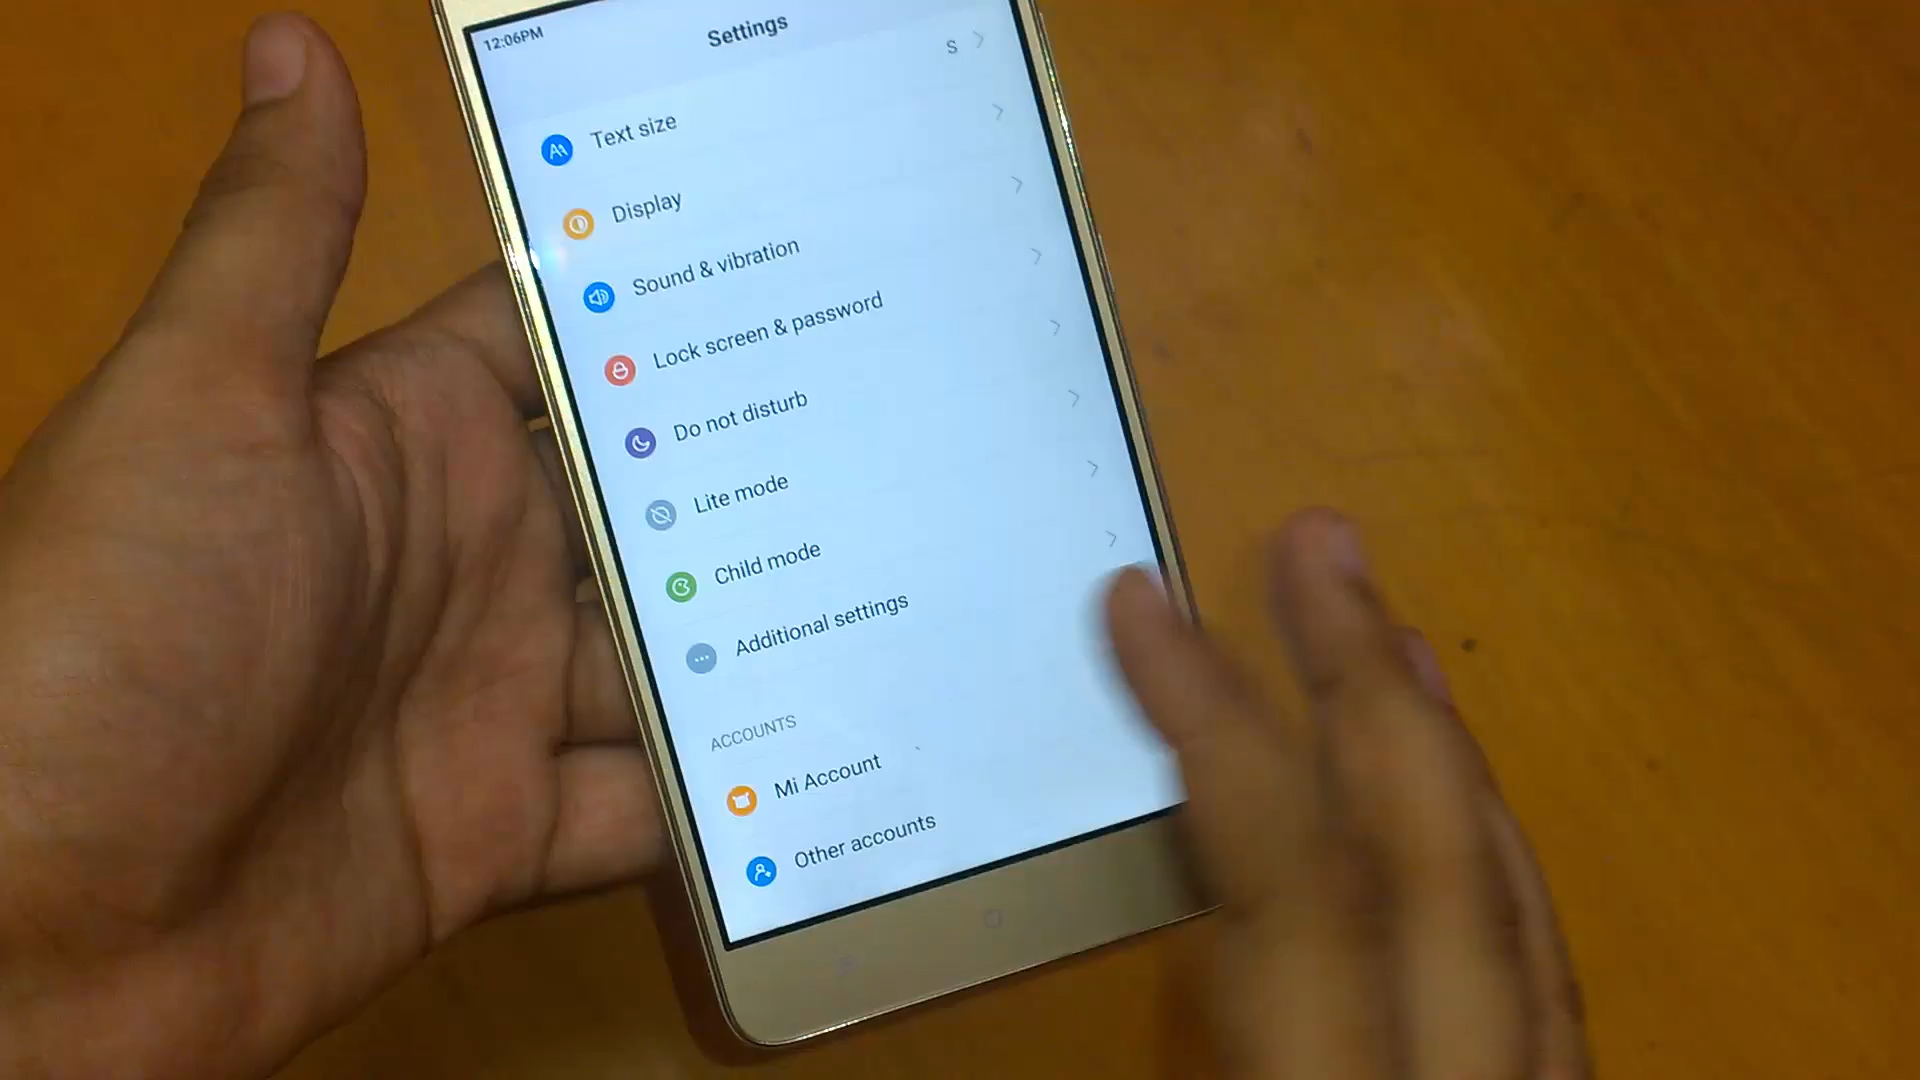 12:06PM
Settings
S
Text size
Display
Sound & vibration
Lock screen & password
Do not disturb
Lite mode
Child mode
Additional settings
ACCOUNTS
Mi Account
Other accounts